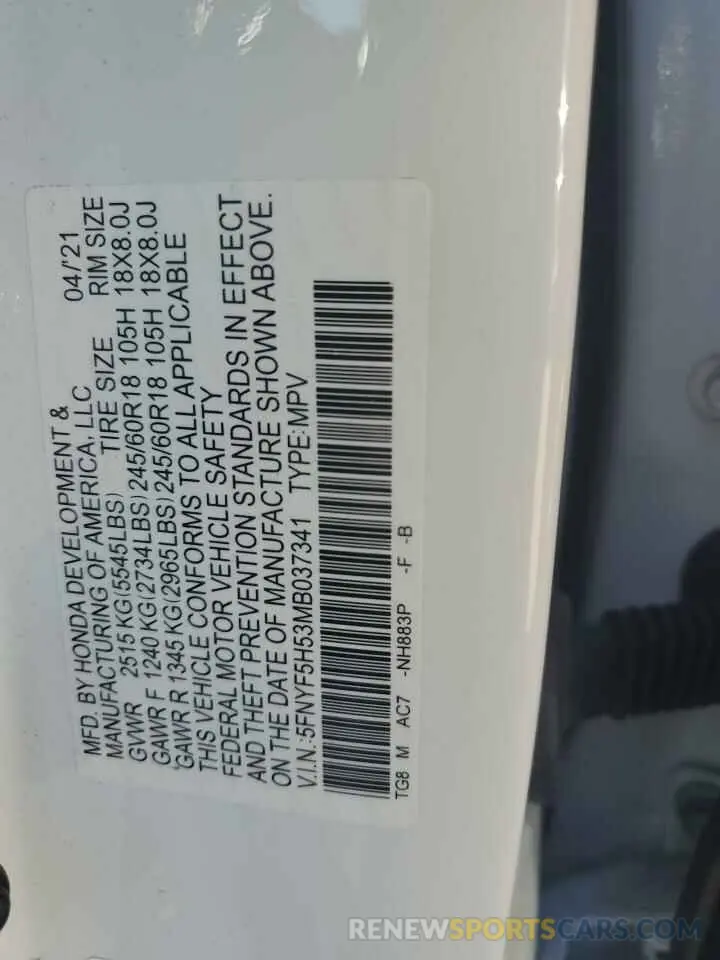 MFD. BY HONDA DEVELOPMENT &
MANUFACTURING OF AMERICA, LLC 04/'21
GVWR 2515 KG(5545LBS) TIRE SIZE RIM SIZE
GAWR F 1240 KG(2734LBS) 245/60R18 105H 18X8.0J
GAWR R 1345 KG(2965LBS) 245/60R18 105H 18X8.0J
THIS VEHICLE CONFORMS TO ALL APPLICABLE
FEDERAL MOTOR VEHICLE SAFETY
AND THEFT PREVENTION STANDARDS IN EFFECT
ON THE DATE OF MANUFACTURE SHOWN ABOVE.
V.I.N.:5FNYF5H53MB037341 TYPE:MPV
TG8 M AC7 -NH883P -F -B
RENEWSPORTSCARS.COM